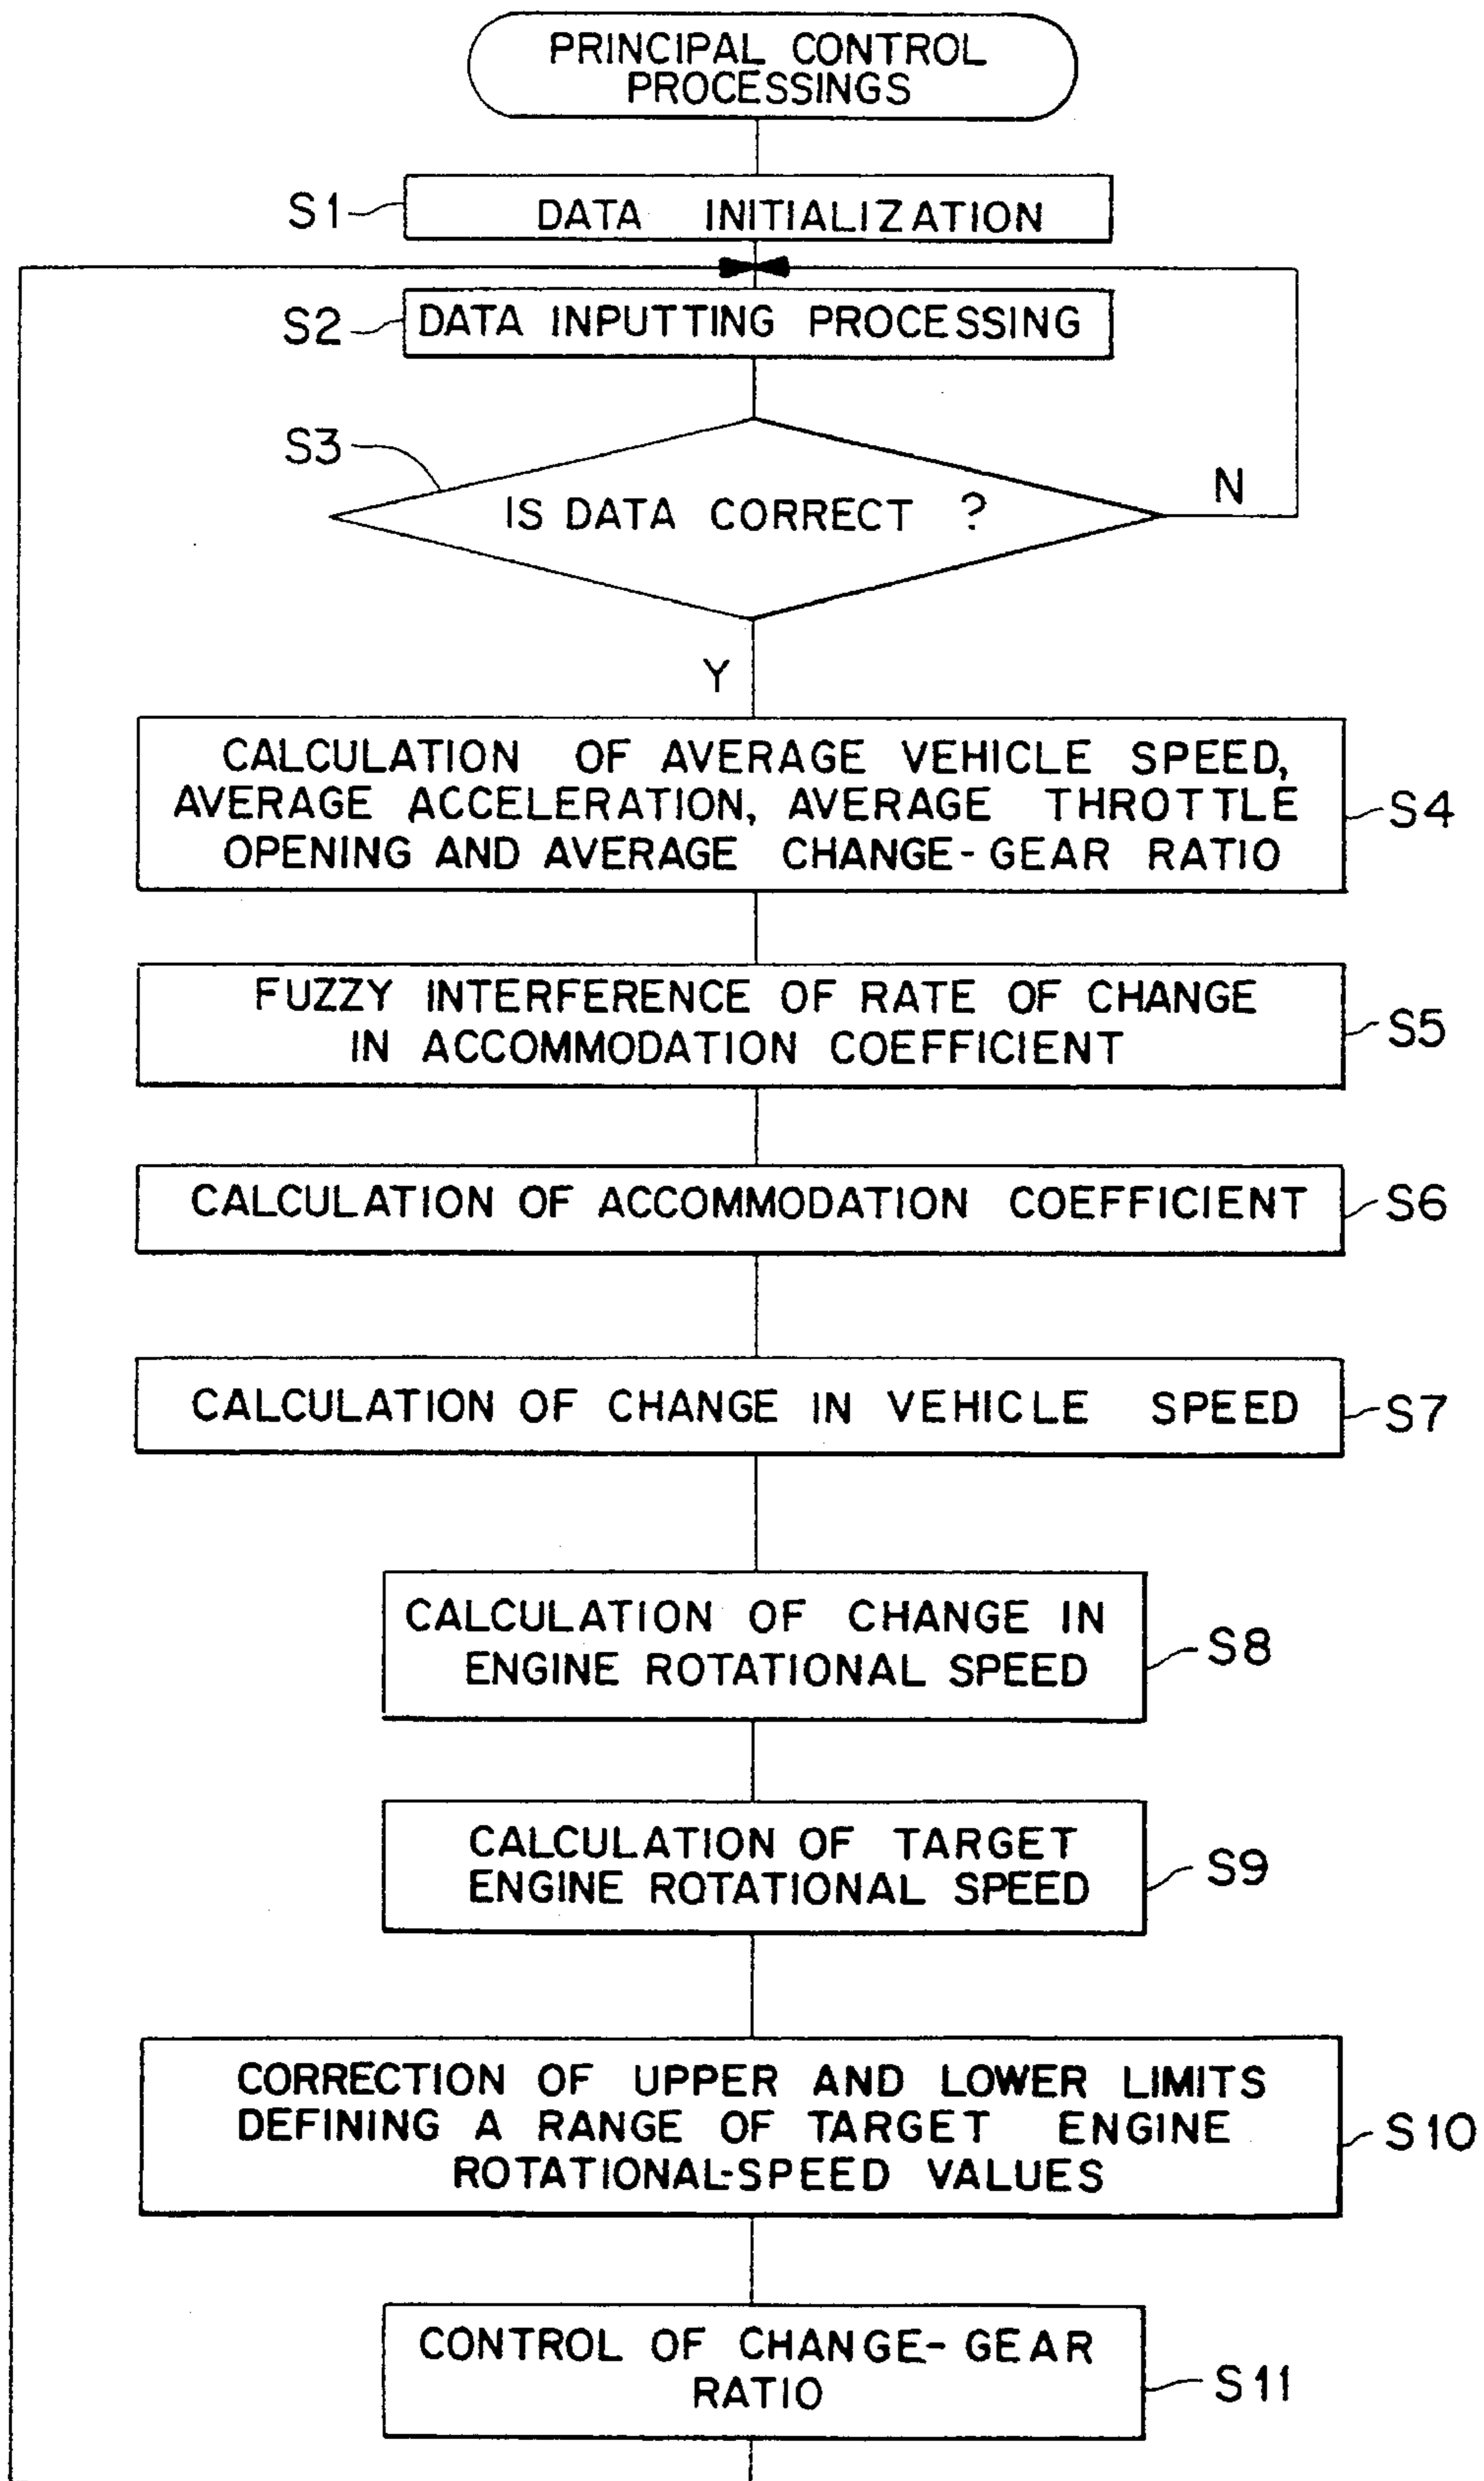 PRINCIPAL CONTROL
PROCESSINGS
S1
DATA INITIALIZATION
S2
DATA INPUTTING PROCESSING
S3
IS DATA CORRECT ?
N
Y
CALCULATION OF AVERAGE VEHICLE SPEED,
AVERAGE ACCELERATION, AVERAGE THROTTLE
OPENING AND AVERAGE CHANGE-GEAR RATIO
S4
FUZZY INTERFERENCE OF RATE OF CHANGE
IN ACCOMMODATION COEFFICIENT
S5
CALCULATION OF ACCOMMODATION COEFFICIENT
S6
CALCULATION OF CHANGE IN VEHICLE SPEED
S7
CALCULATION OF CHANGE IN
ENGINE ROTATIONAL SPEED
S8
CALCULATION OF TARGET
ENGINE ROTATIONAL SPEED
S9
CORRECTION OF UPPER AND LOWER LIMITS
DEFINING A RANGE OF TARGET ENGINE
ROTATIONAL-SPEED VALUES
S10
CONTROL OF CHANGE-GEAR
RATIO
S11